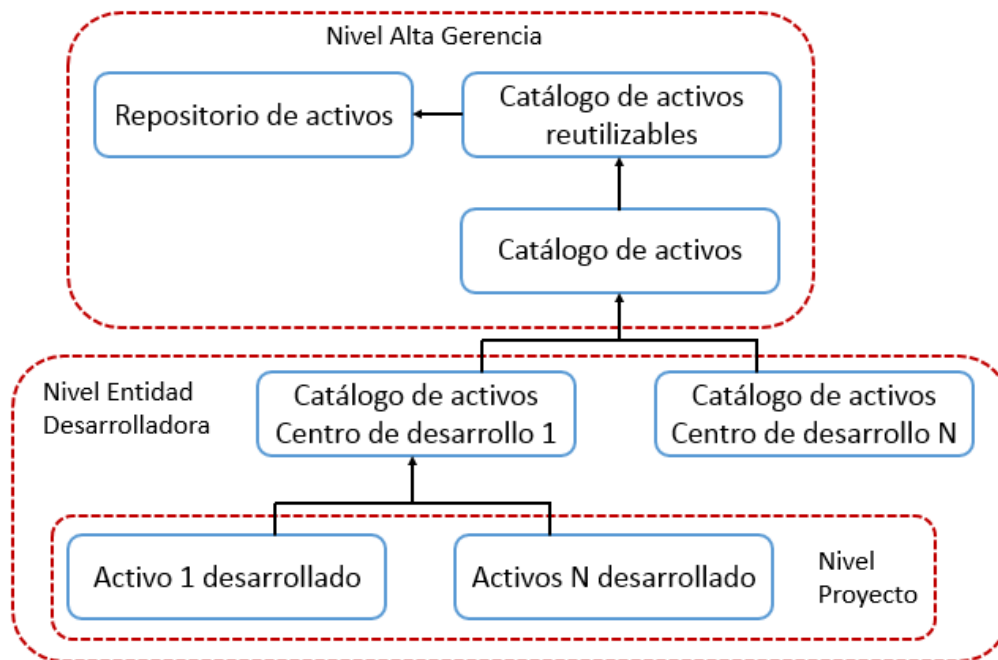 Nivel Alta Gerencia
Repositorio de activos
Catálogo de activos
reutilizables
Catálogo de activos
Nivel Entidad
Desarrolladora
Catálogo de activos
Centro de desarrollo 1
Catálogo de activos
Centro de desarrollo N
Activo 1 desarrollado
Activos N desarrollado
Nivel
Proyecto